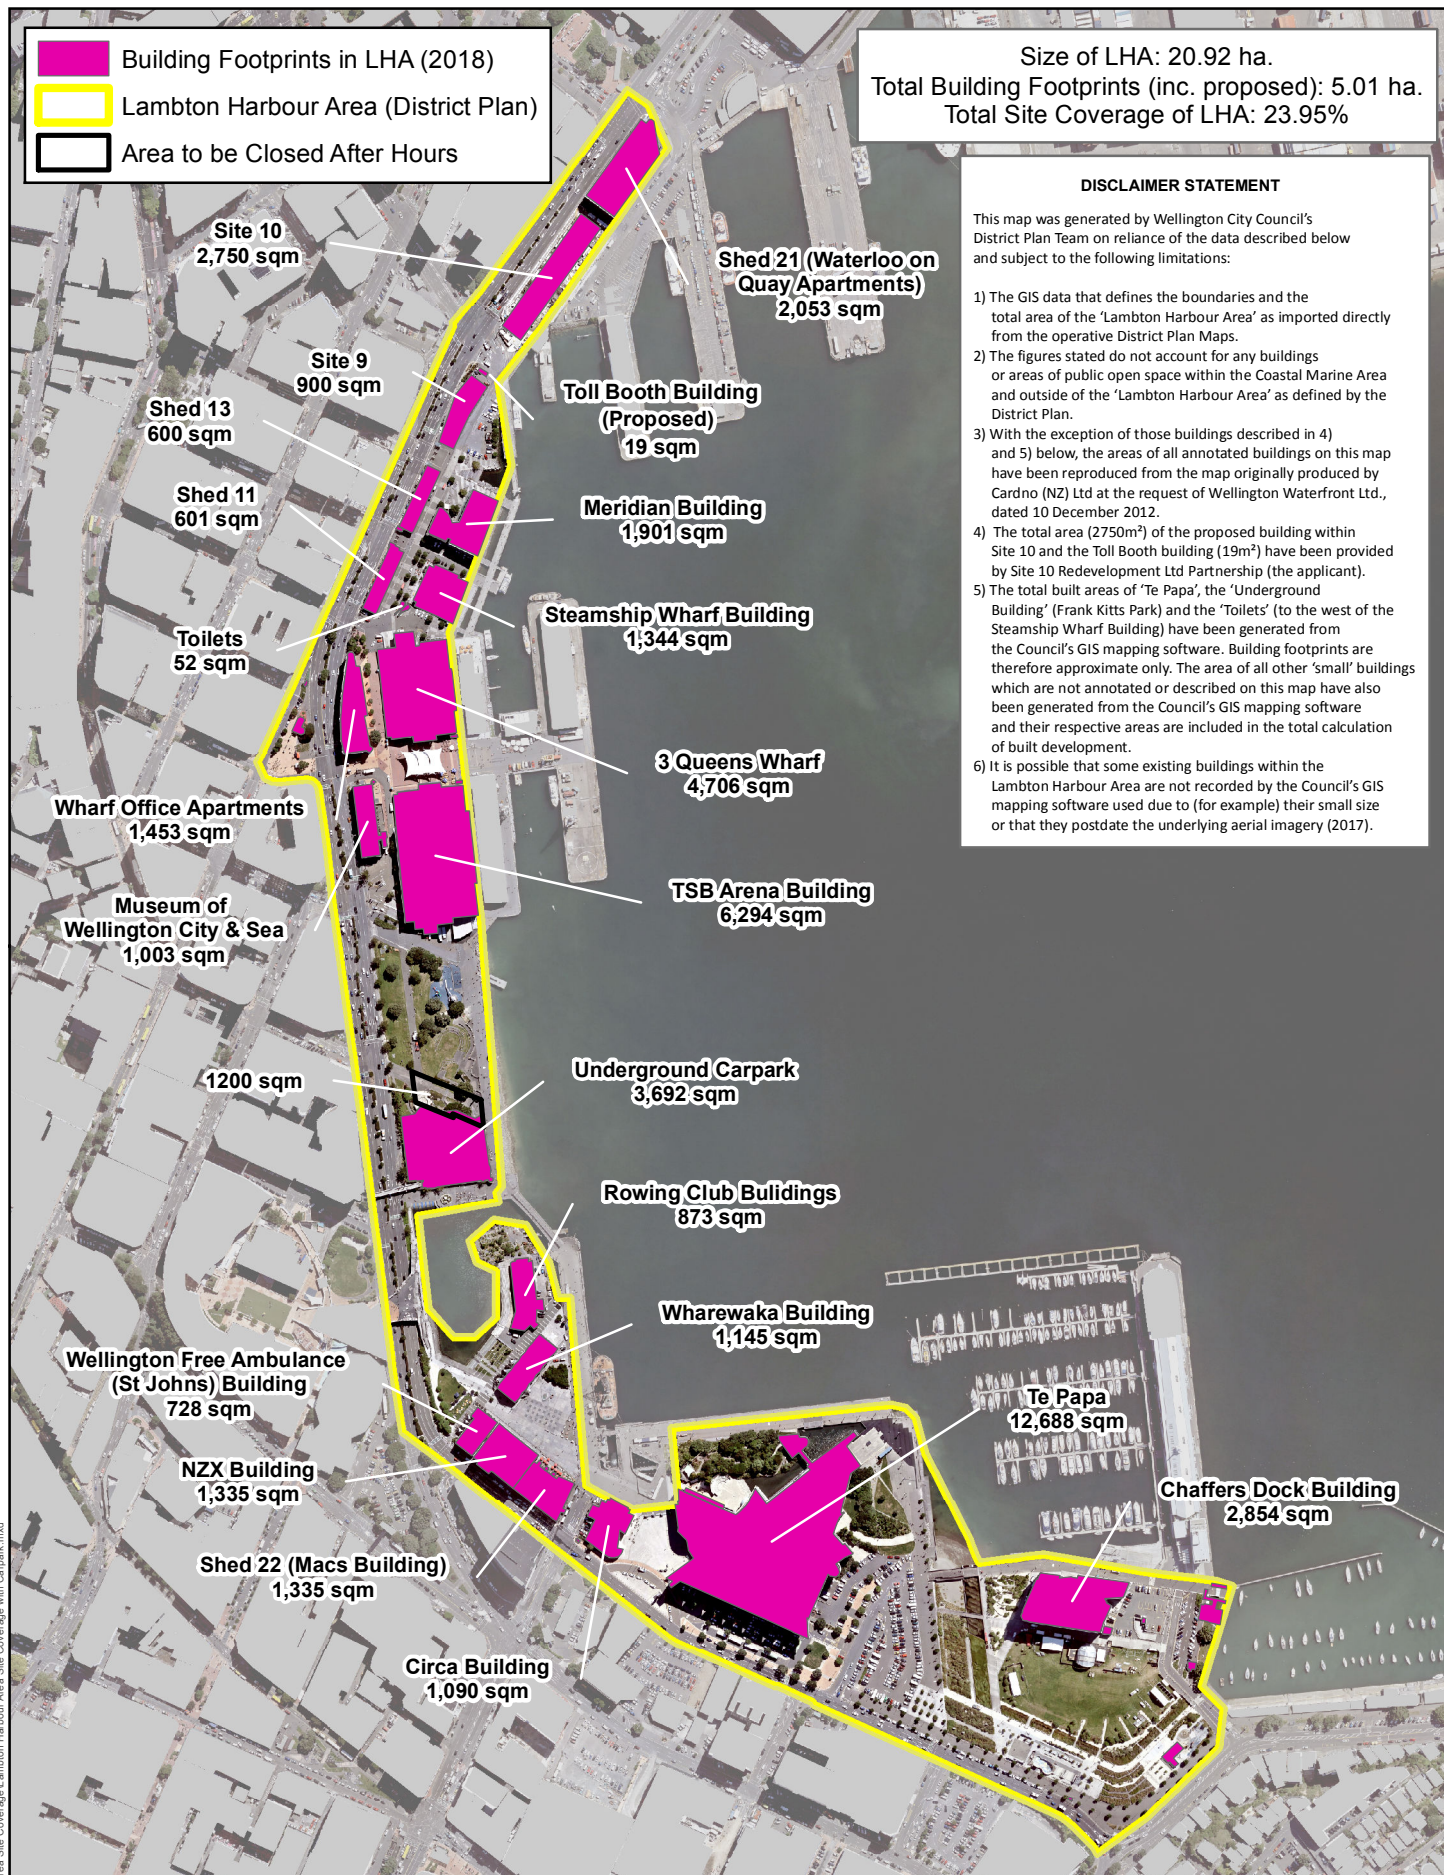 Building Footprints in LHA (2018)
Lambton Harbour Area (District Plan)
Area to be Closed After Hours
Size of LHA: 20.92 ha.
Total Building Footprints (inc. proposed): 5.01 ha.
Total Site Coverage of LHA: 23.95%
DISCLAIMER STATEMENT
This map was generated by Wellington City Council's
District Plan Team on reliance of the data described below
and subject to the following limitations:
1) The GIS data that defines the boundaries and the
total area of the 'Lambton Harbour Area' as imported directly
from the operative District Plan Maps.
2) The figures stated do not account for any buildings
or areas of public open space within the Coastal Marine Area
and outside of the 'Lambton Harbour Area' as defined by the
District Plan.
3) With the exception of those buildings described in 4)
and 5) below, the areas of all annotated buildings on this map
have been reproduced from the map originally produced by
Cardno (NZ) Ltd at the request of Wellington Waterfront Ltd.,
dated 10 December 2012.
4) The total area (2750m²) of the proposed building within
Site 10 and the Toll Booth building (19m²) have been provided
by Site 10 Redevelopment Ltd Partnership (the applicant).
5) The total built areas of 'Te Papa', the 'Underground
Building' (Frank Kitts Park) and the 'Toilets' (to the west of the
Steamship Wharf Building) have been generated from
the Council's GIS mapping software. Building footprints are
therefore approximate only. The area of all other 'small' buildings
which are not annotated or described on this map have also
been generated from the Council's GIS mapping software
and their respective areas are included in the total calculation
of built development.
6) It is possible that some existing buildings within the
Lambton Harbour Area are not recorded by the Council's GIS
mapping software used due to (for example) their small size
or that they postdate the underlying aerial imagery (2017).
Site 10
2,750 sqm
Shed 21 (Waterloo on
Quay Apartments)
2,053 sqm
Site 9
900 sqm
Toll Booth Building
(Proposed)
19 sqm
Shed 13
600 sqm
Shed 11
601 sqm
Meridian Building
1,901 sqm
Steamship Wharf Building
1,344 sqm
Toilets
52 sqm
3 Queens Wharf
4,706 sqm
Wharf Office Apartments
1,453 sqm
TSB Arena Building
6,294 sqm
Museum of
Wellington City & Sea
1,003 sqm
1200 sqm
Underground Carpark
3,692 sqm
Rowing Club Bulidings
873 sqm
Wharewaka Building
1,145 sqm
Wellington Free Ambulance
(St Johns) Building
728 sqm
Te Papa
12,688 sqm
NZX Building
1,335 sqm
Chaffers Dock Building
2,854 sqm
Shed 22 (Macs Building)
1,335 sqm
Circa Building
1,090 sqm